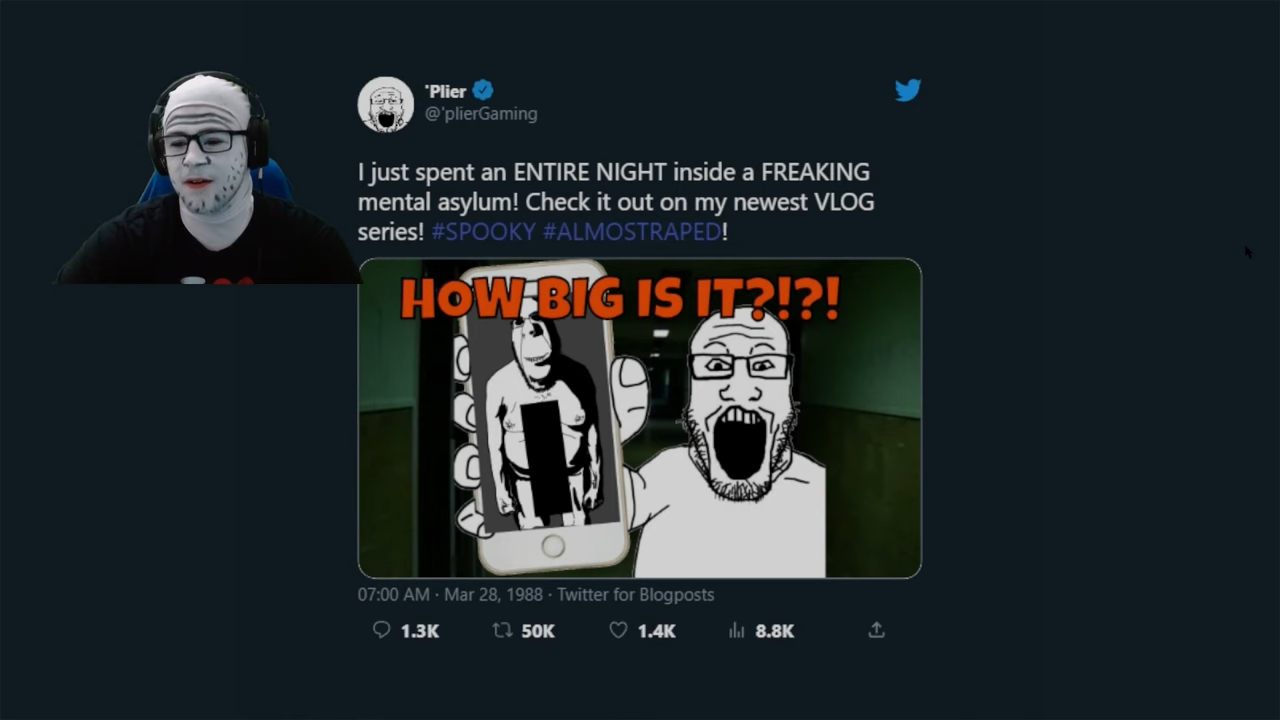 'Plier
@'plierGaming
I just spent an ENTIRE NIGHT inside a FREAKING
mental asylum! Check it out on my newest VLOG
series! #SPOOKY #ALMOSTRAPED!
HOW BIG IS IT?!?!
07:00 AM · Mar 28, 1988 · Twitter for Blogposts
1.3K 50K 1.4K 8.8K